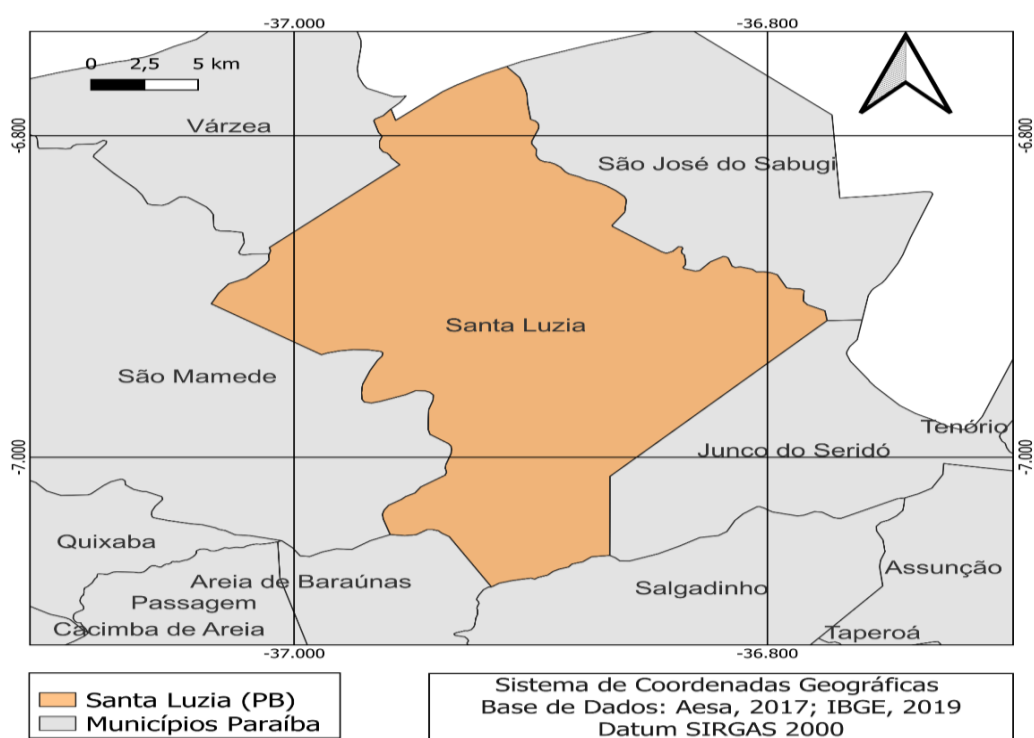 -37.000
-36.800
0 2,5 5 km
Várzea
-6.800
-6.800
São José do Sabugi
Santa Luzia
São Mamede
Tenório
Junco do Seridó
-7.000
-7.000
Quixaba
Areia de Baraúnas
Assunção
Salgadinho
Passagem
Cacimba de Areia
Taperoá
-37.000
-36.800
Santa Luzia (PB)
Municípios Paraíba
Sistema de Coordenadas Geográficas
Base de Dados: Aesa, 2017; IBGE, 2019
Datum SIRGAS 2000